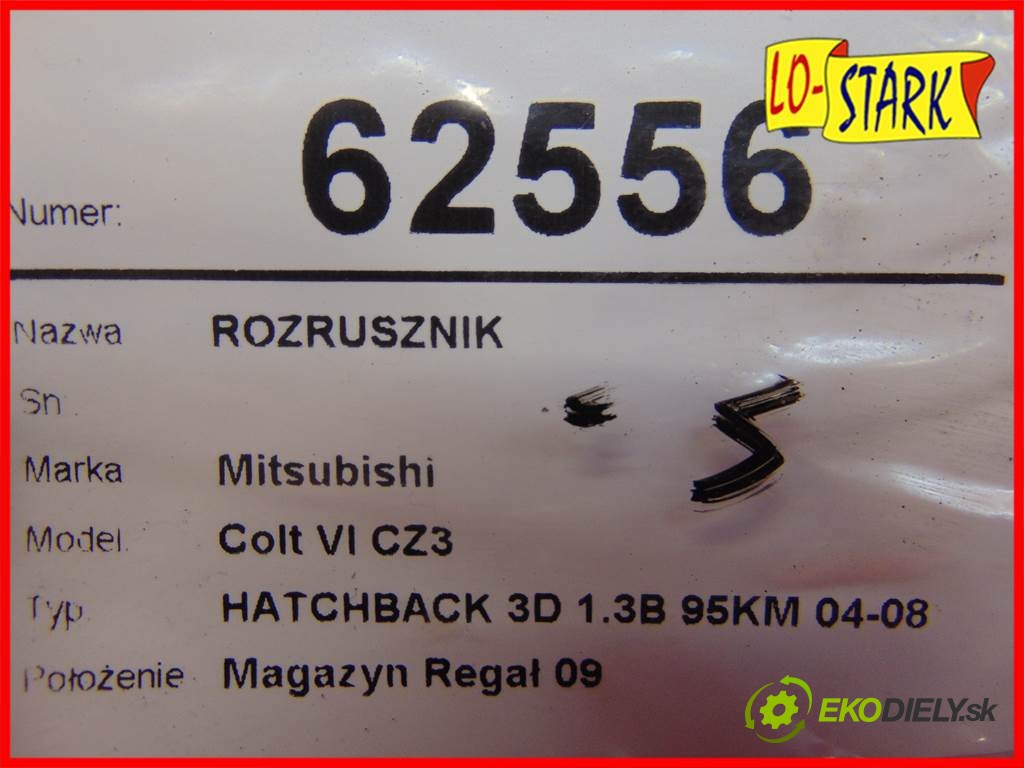 LO-STARK
Numer: 62556
Nazwa ROZRUSZNIK
Sn
Marka Mitsubishi
Model. Colt VI CZ3
Typ. HATCHBACK 3D 1.3B 95KM 04-08
Położenie Magazyn Regał 09
EKODIELY.sk